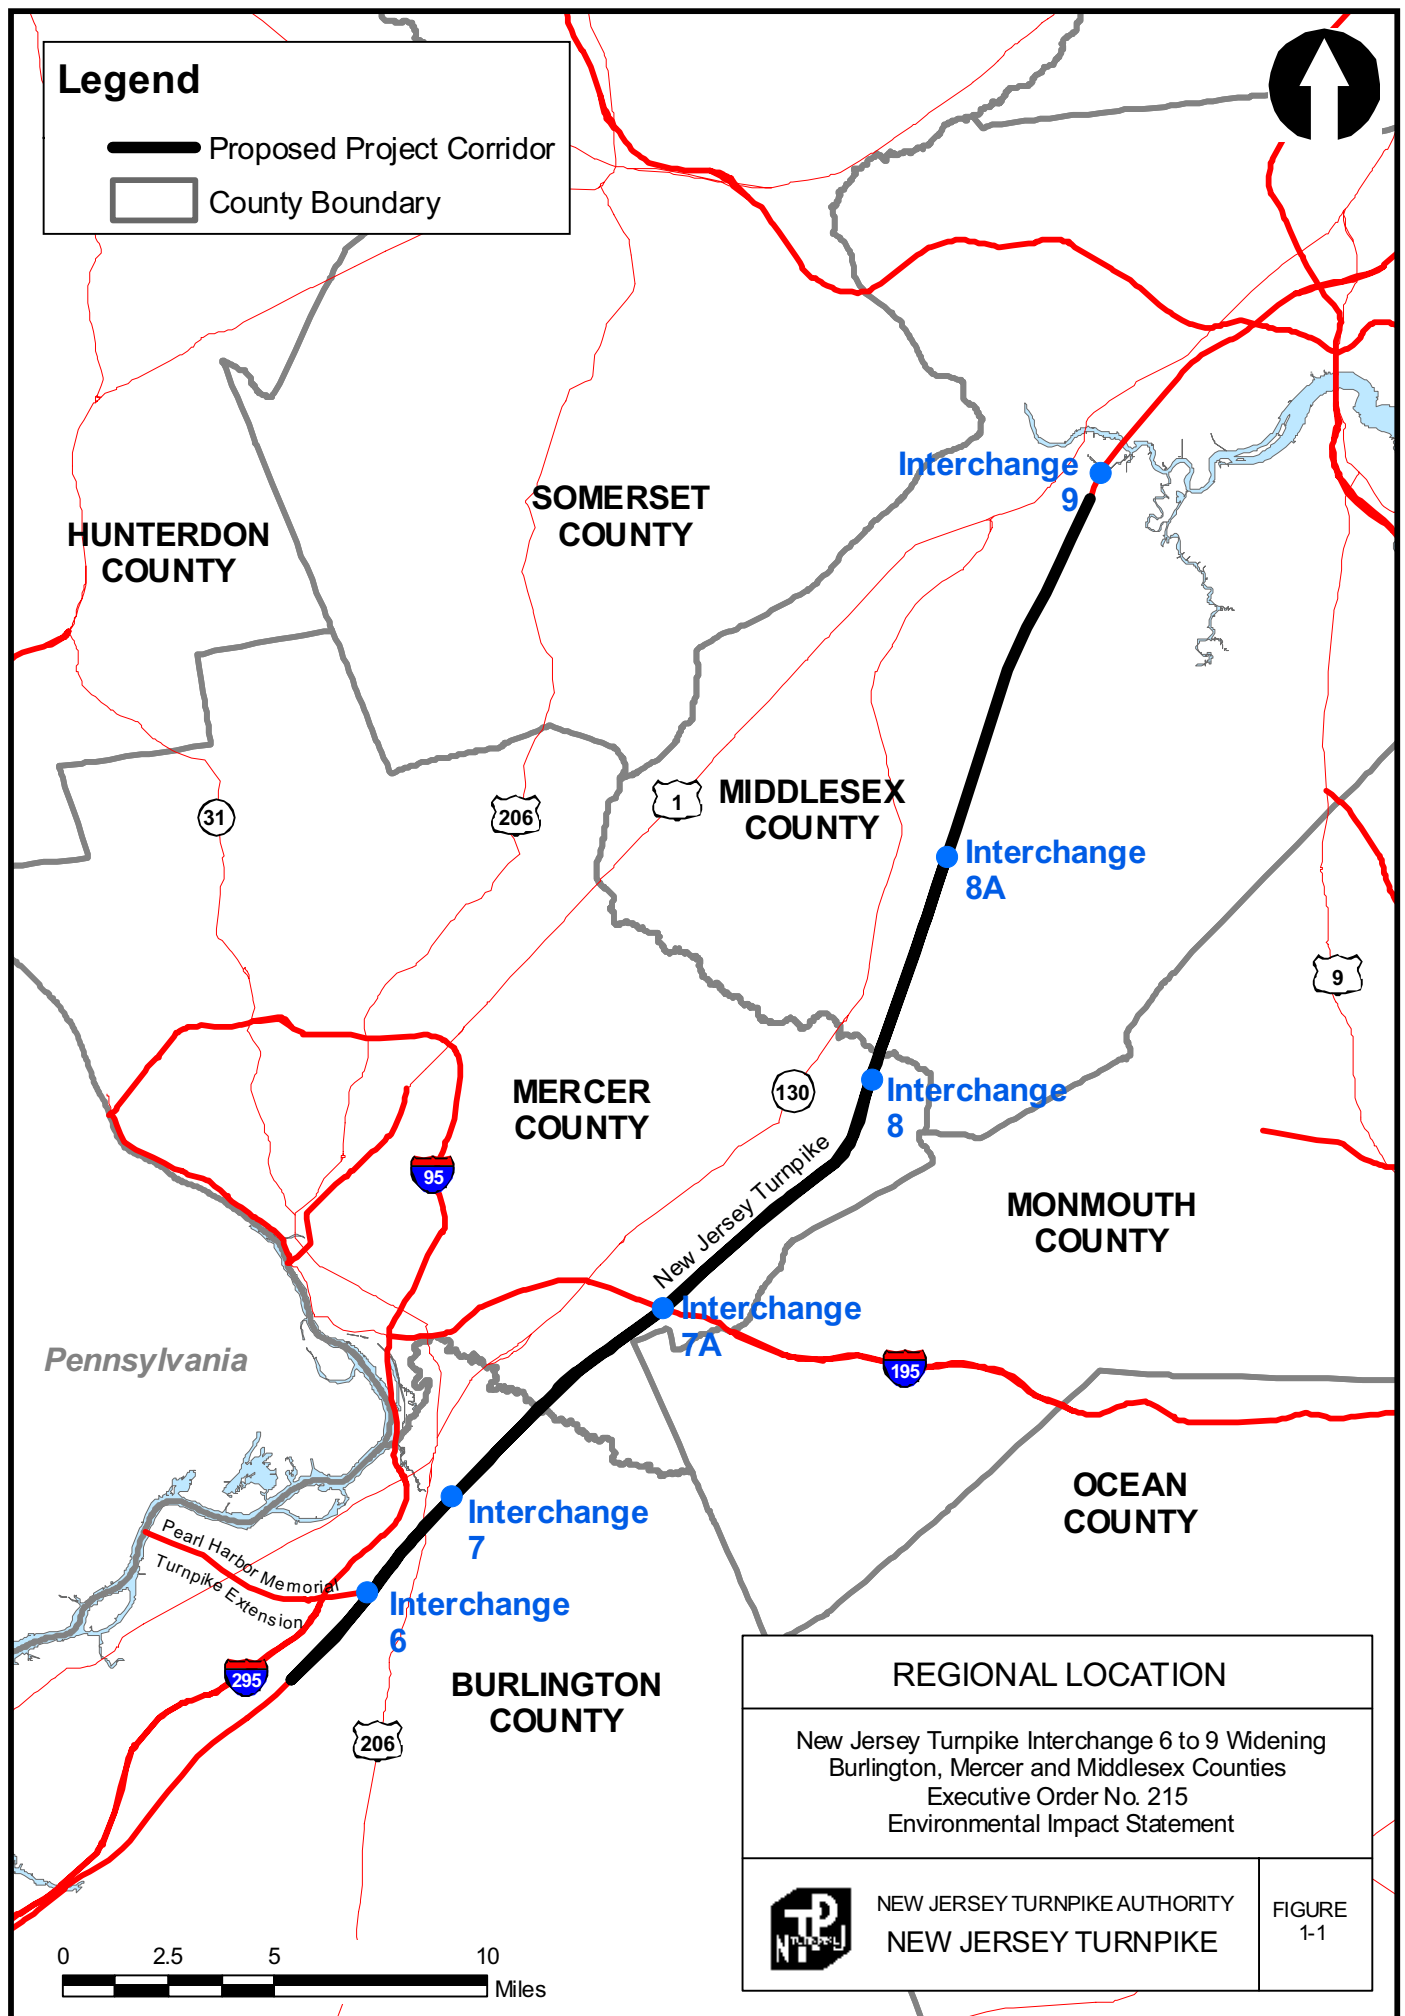 Legend
Proposed Project Corridor
County Boundary
Interchange
9
SOMERSET
COUNTY
HUNTERDON
COUNTY
MIDDLESEX
COUNTY
31
206
1
Interchange
8A
9
MERCER
COUNTY
130
Interchange
8
95
New Jersey Turnpike
MONMOUTH
COUNTY
Interchange
7A
Pennsylvania
195
OCEAN
COUNTY
Interchange
7
Pearl Harbor Memorial
Turnpike Extension
Interchange
6
295
BURLINGTON
COUNTY
206
REGIONAL LOCATION
New Jersey Turnpike Interchange 6 to 9 Widening
Burlington, Mercer and Middlesex Counties
Executive Order No. 215
Environmental Impact Statement
NEW JERSEY TURNPIKE AUTHORITY
NEW JERSEY TURNPIKE
FIGURE
1-1
0 2.5 5 10
Miles